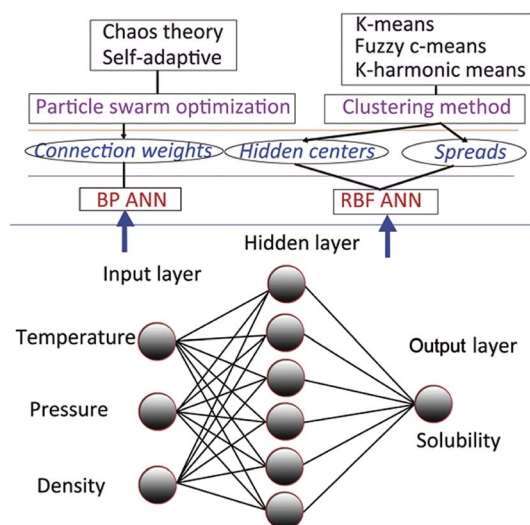 Chaos theory
Self-adaptive
K-means
Fuzzy c-means
K-harmonic means
Particle swarm optimization
Clustering method
Connection weights
Hidden centers
Spreads
BP ANN
RBF ANN
Hidden layer
Input layer
Temperature
Output layer
Pressure
Solubility
Density